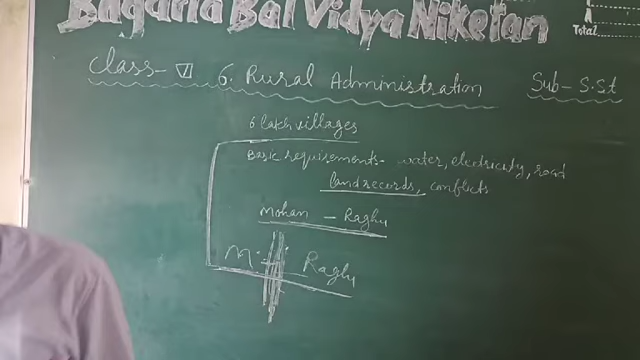 Bagaria Bal Vidya Niketan
A
Total
Class - VI 6. Rural Administration Sub - S.St
6 lakh villages
Basic requirements - water, electricity, road
land records, conflicts
Mohan - Raghu
M Raghu